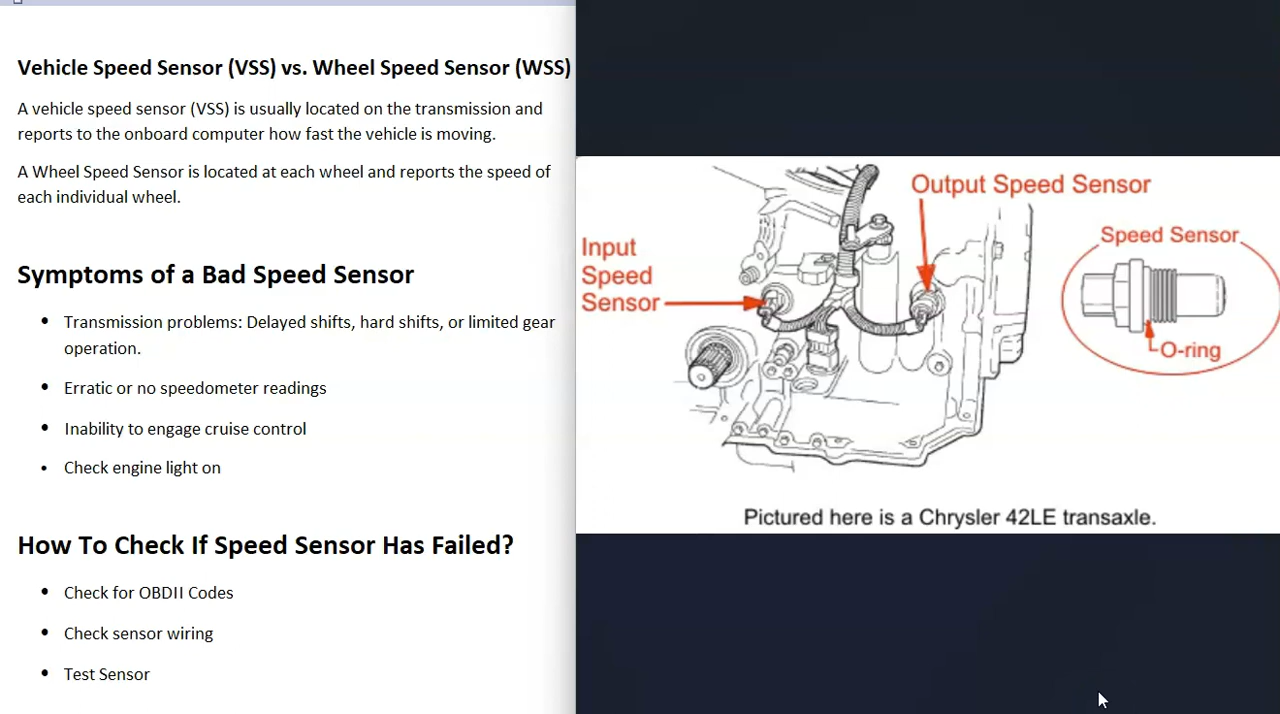 Vehicle Speed Sensor (VSS) vs. Wheel Speed Sensor (WSS)
A vehicle speed sensor (VSS) is usually located on the transmission and
reports to the onboard computer how fast the vehicle is moving.
A Wheel Speed Sensor is located at each wheel and reports the speed of
each individual wheel.
Symptoms of a Bad Speed Sensor
• Transmission problems: Delayed shifts, hard shifts, or limited gear
operation.
• Erratic or no speedometer readings
• Inability to engage cruise control
• Check engine light on
How To Check If Speed Sensor Has Failed?
• Check for OBDII Codes
• Check sensor wiring
• Test Sensor
Output Speed Sensor
Input
Speed
Sensor
Speed Sensor
O-ring
Pictured here is a Chrysler 42LE transaxle.